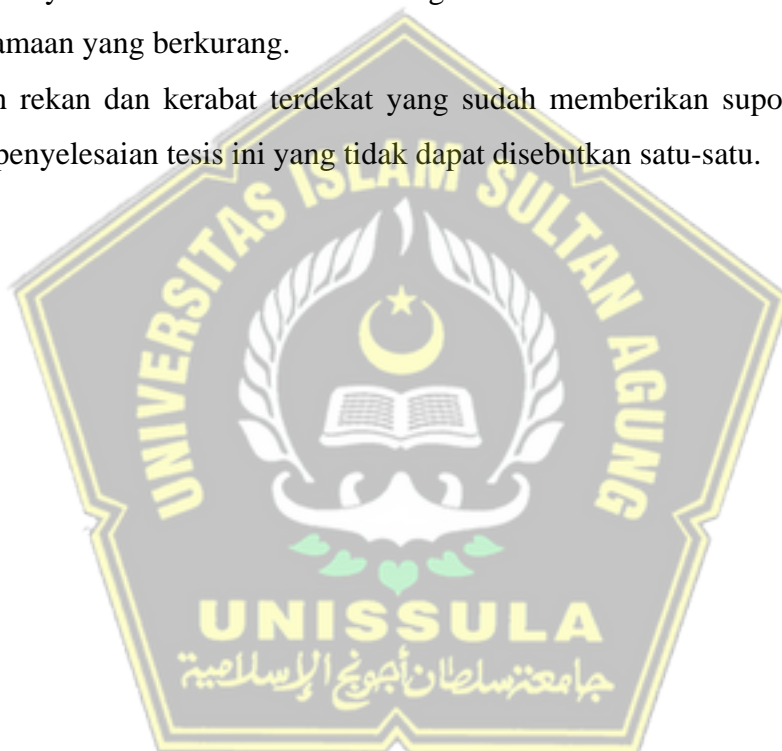 amaan yang berkurang.
rekan dan kerabat terdekat yang sudah memberikan supo
penyelesaian tesis ini yang tidak dapat disebutkan satu-satu.
UNIVERSITAS ISLAM SULTAN AGUNG
UNISSULA
جامعة سلطان أجونج الإسلامية